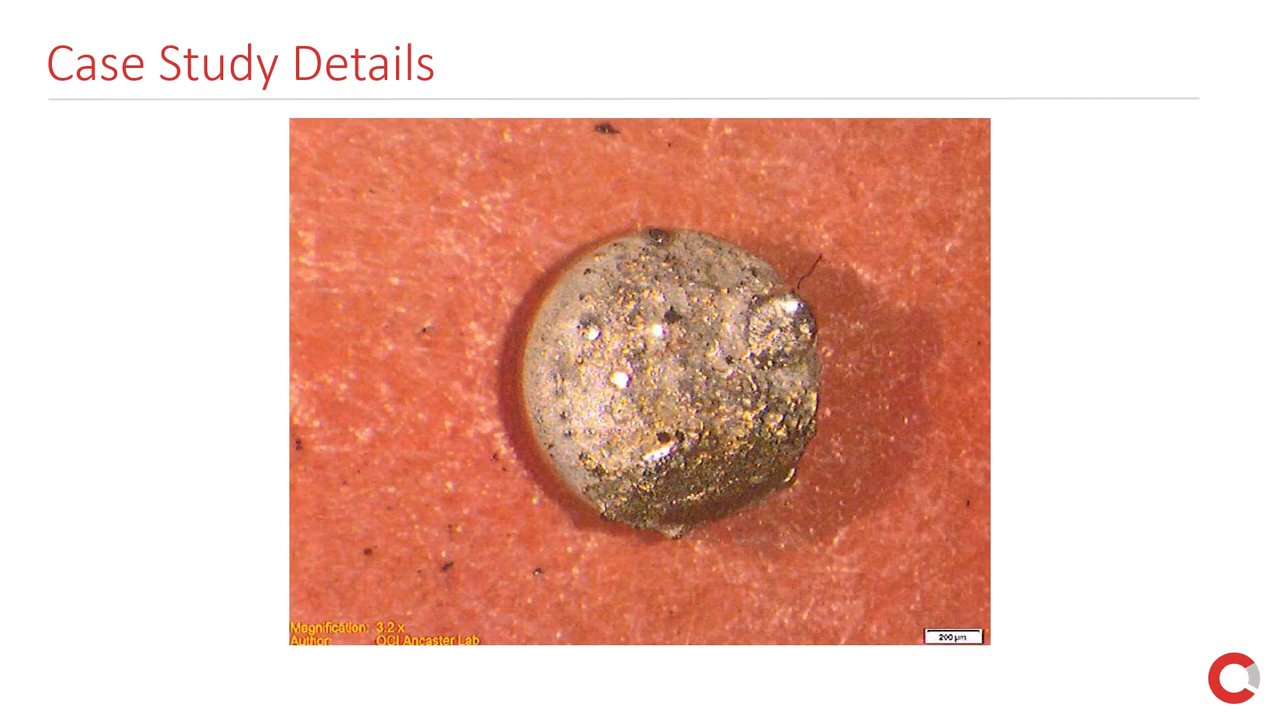 Case Study Details
Magnification: 3.2 x
Author: OCI Ancaster Lab
200 µm